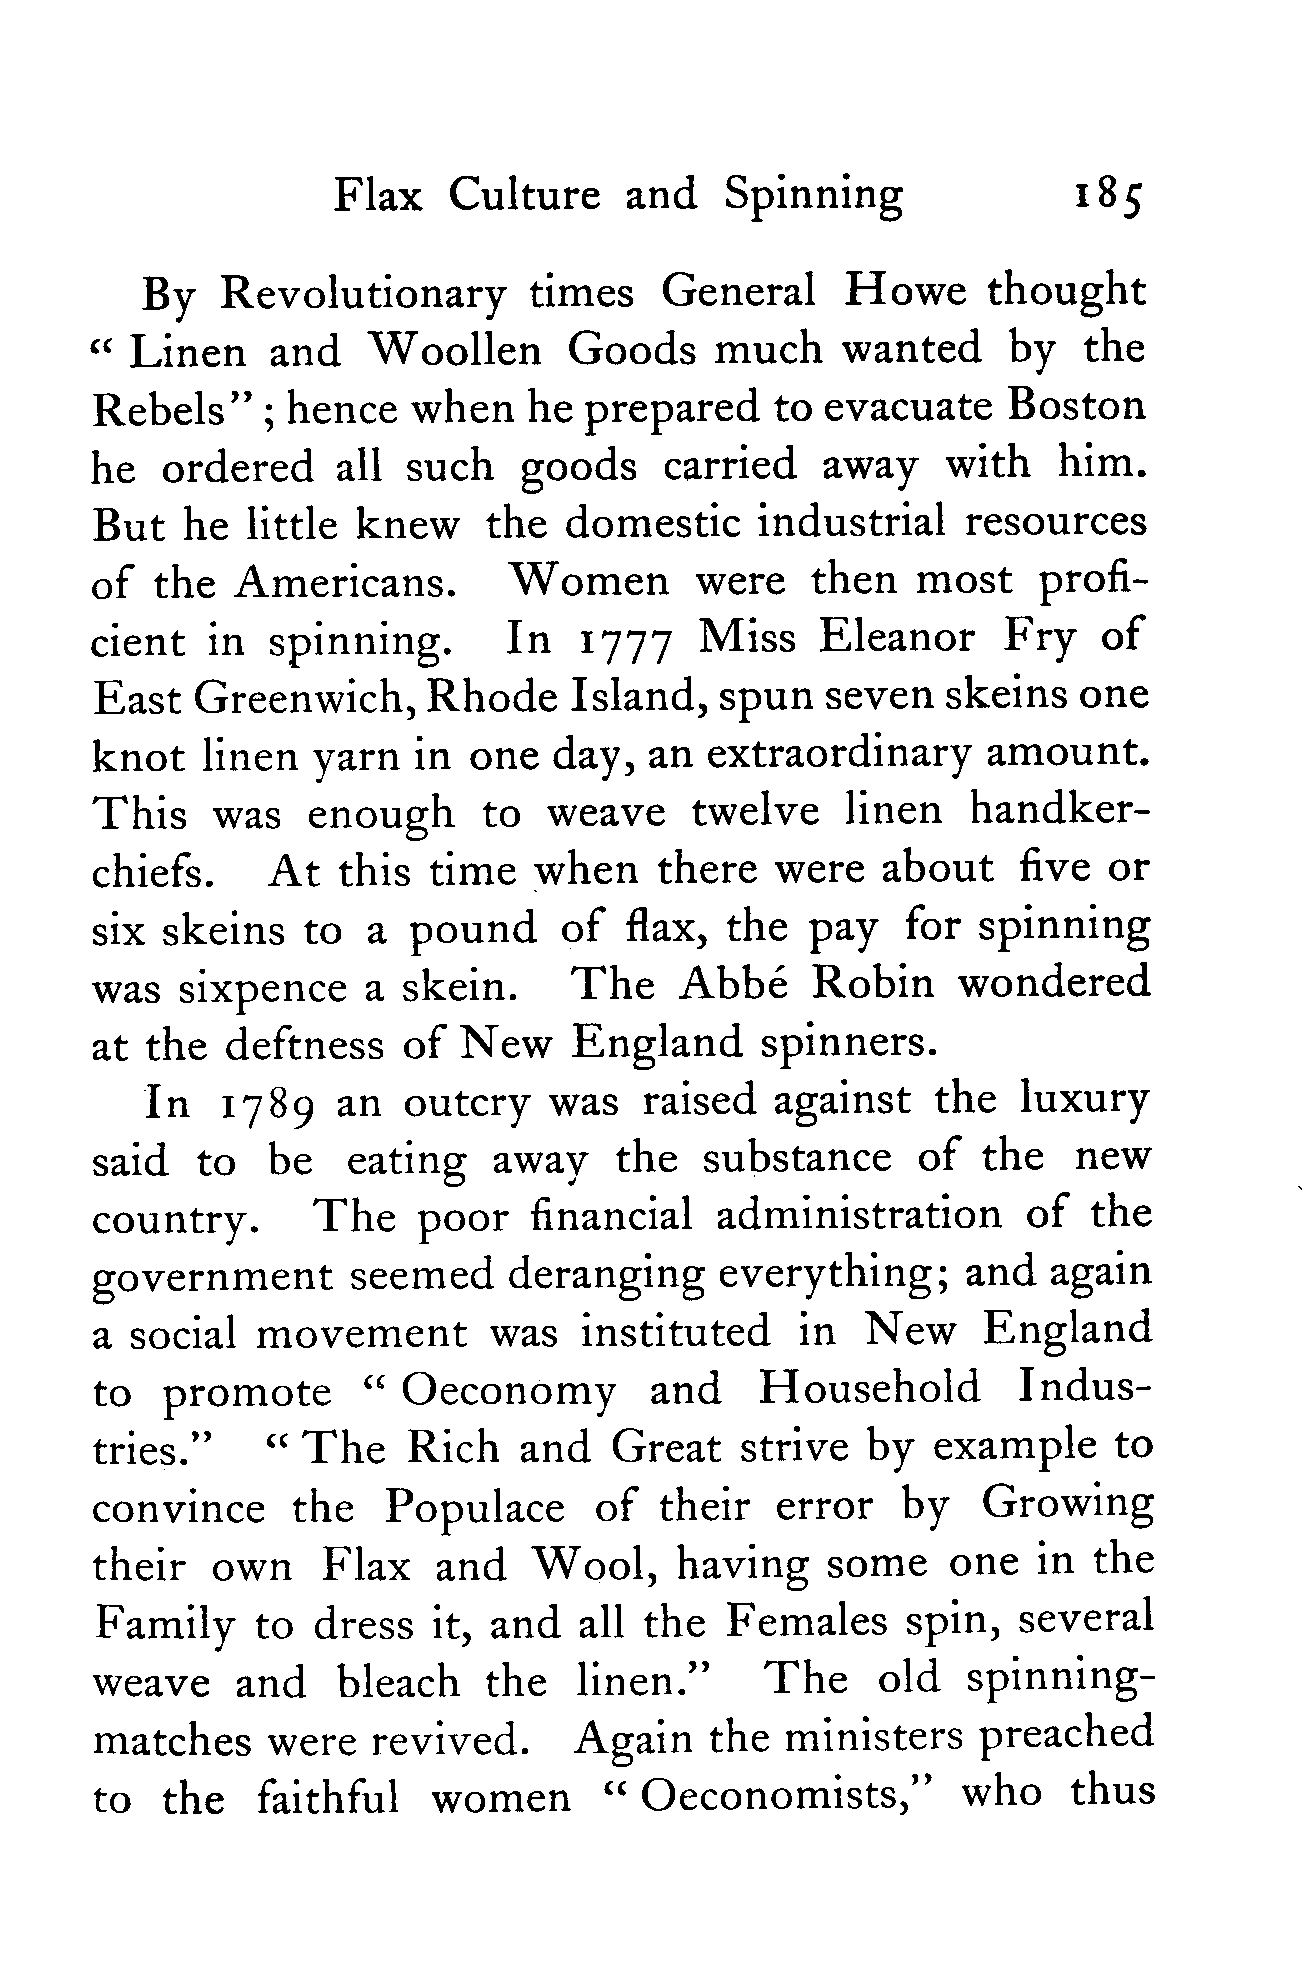 Flax Culture and Spinning 185
By Revolutionary times General Howe thought
“ Linen and Woollen Goods much wanted by the
Rebels” ; hence when he prepared to evacuate Boston
he ordered all such goods carried away with him.
But he little knew the domestic industrial resources
of the Americans. Women were then most profi-
cient in spinning. In 1777 Miss Eleanor Fry of
East Greenwich, Rhode Island, spun seven skeins one
knot linen yarn in one day, an extraordinary amount.
This was enough to weave twelve linen handker-
chiefs. At this time when there were about five or
six skeins to a pound of flax, the pay for spinning
was sixpence a skein. The Abbé Robin wondered
at the deftness of New England spinners.
In 1789 an outcry was raised against the luxury
said to be eating away the substance of the new
country. The poor financial administration of the
government seemed deranging everything; and again
a social movement was instituted in New England
to promote “ Oeconomy and Household Indus-
tries.” “ The Rich and Great strive by example to
convince the Populace of their error by Growing
their own Flax and Wool, having some one in the
Family to dress it, and all the Females spin, several
weave and bleach the linen.” The old spinning-
matches were revived. Again the ministers preached
to the faithful women “ Oeconomists,” who thus